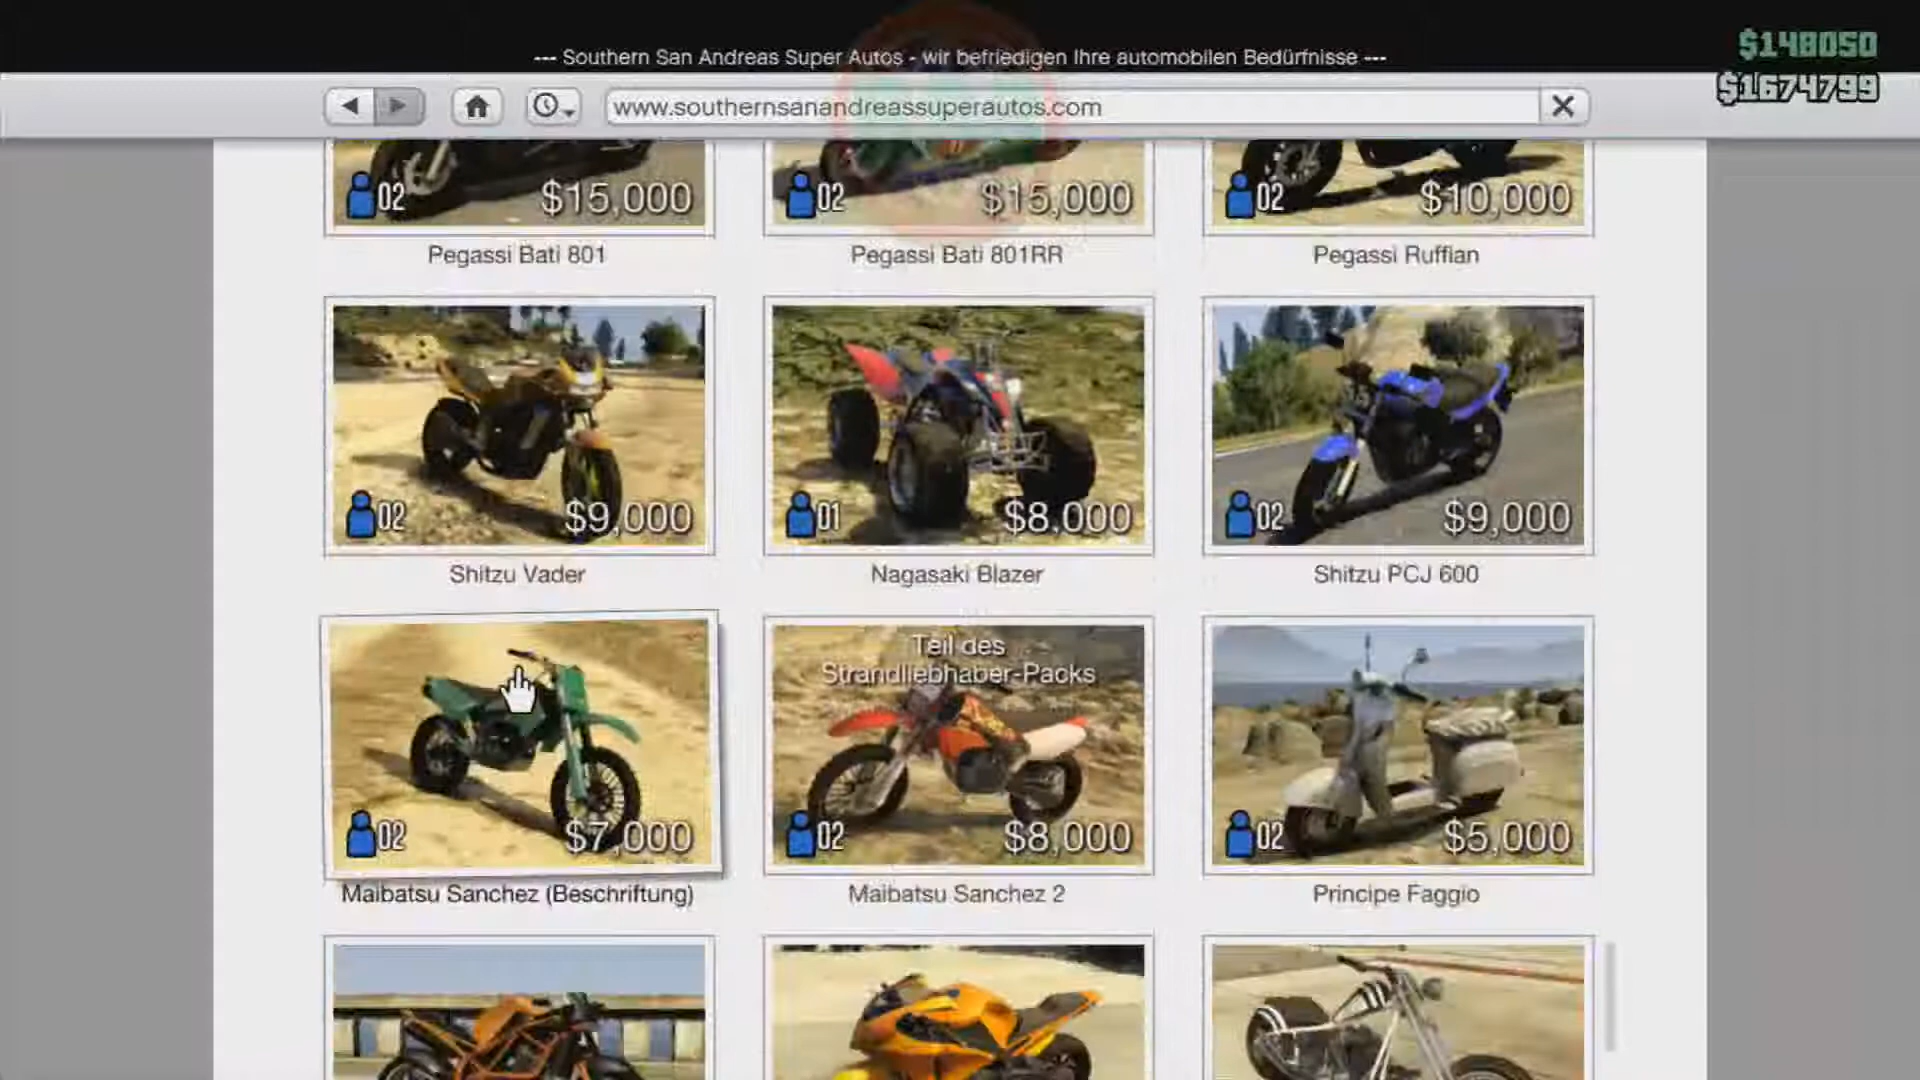 --- Southern San Andreas Super Autos - wir befriedigen Ihre automobilen Bedürfnisse ---
$148050
$1674799
www.southernsanandreassuperautos.com
02 $15,000
02 $15,000
02 $10,000
Pegassi Bati 801
Pegassi Bati 801RR
Pegassi Ruffian
02 $9,000
01 $8,000
02 $9,000
Shitzu Vader
Nagasaki Blazer
Shitzu PCJ 600
Teil des
Strandliebhaber-Packs
02 $7,000
02 $8,000
02 $5,000
Maibatsu Sanchez (Beschriftung)
Maibatsu Sanchez 2
Principe Faggio